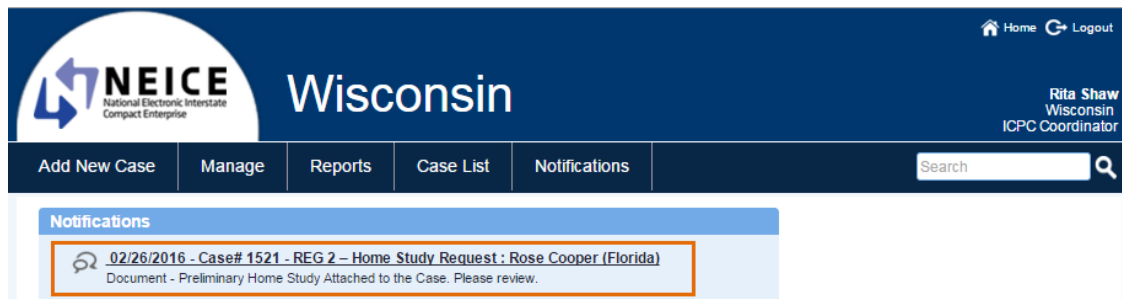 Home Logout
NEICE
National Electronic Interstate
Compact Enterprise
Wisconsin
Rita Shaw
Wisconsin
ICPC Coordinator
Add New Case Manage Reports Case List Notifications Search
Notifications
02/26/2016 - Case# 1521 - REG 2 – Home Study Request : Rose Cooper (Florida)
Document - Preliminary Home Study Attached to the Case. Please review.